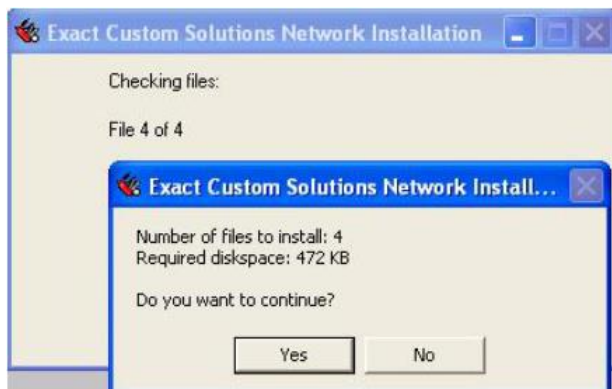 Exact Custom Solutions Network Installation
Checking files:
File 4 of 4
Exact Custom Solutions Network Install...
Number of files to install: 4
Required diskspace: 472 KB
Do you want to continue?
Yes
No